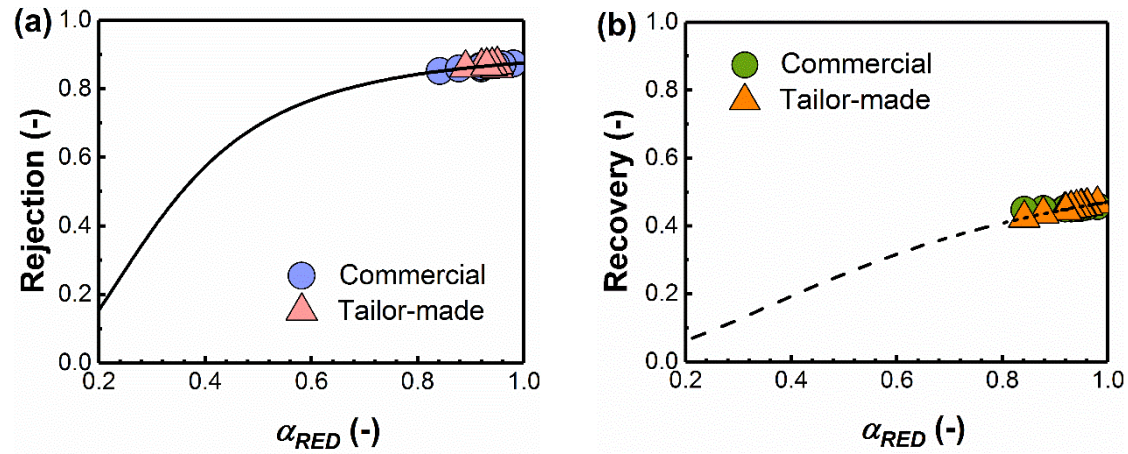 (a)
Rejection (-)
1.0
0.8
0.6
0.4
0.2
0.0
Commercial
Tailor-made
0.2 0.4 0.6 0.8 1.0
αRED (-)
(b)
Recovery (-)
1.0
0.8
0.6
0.4
0.2
0.0
Commercial
Tailor-made
0.2 0.4 0.6 0.8 1.0
αRED (-)